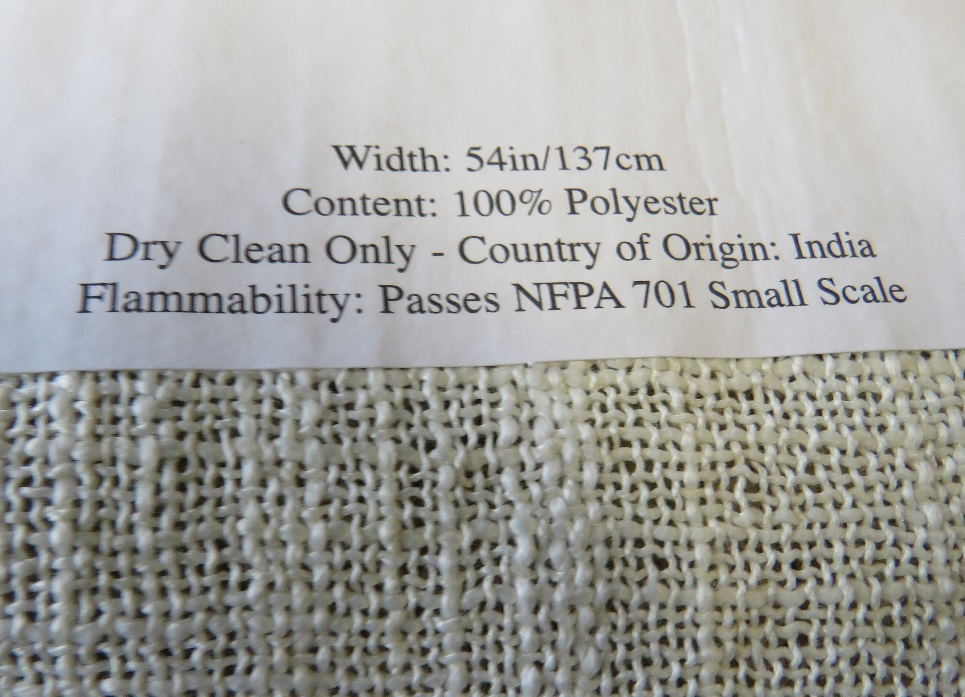 Width: 54in/137cm
Content: 100% Polyester
Dry Clean Only - Country of Origin: India
Flammability: Passes NFPA 701 Small Scale